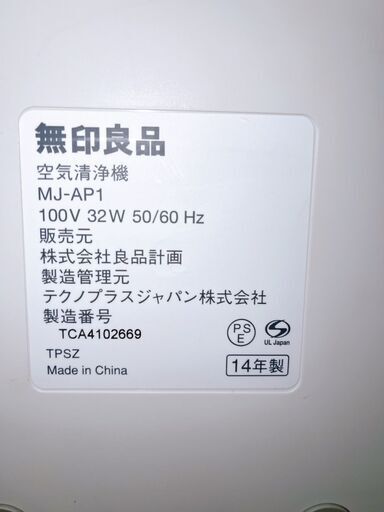 無印良品
空気清浄機
MJ-AP1
100V 32W 50/60 Hz
販売元
株式会社良品計画
製造管理元
テクノプラスジャパン株式会社
製造番号
TCA4102669
PS
E
UL Japan
TPSZ
Made in China
14年製